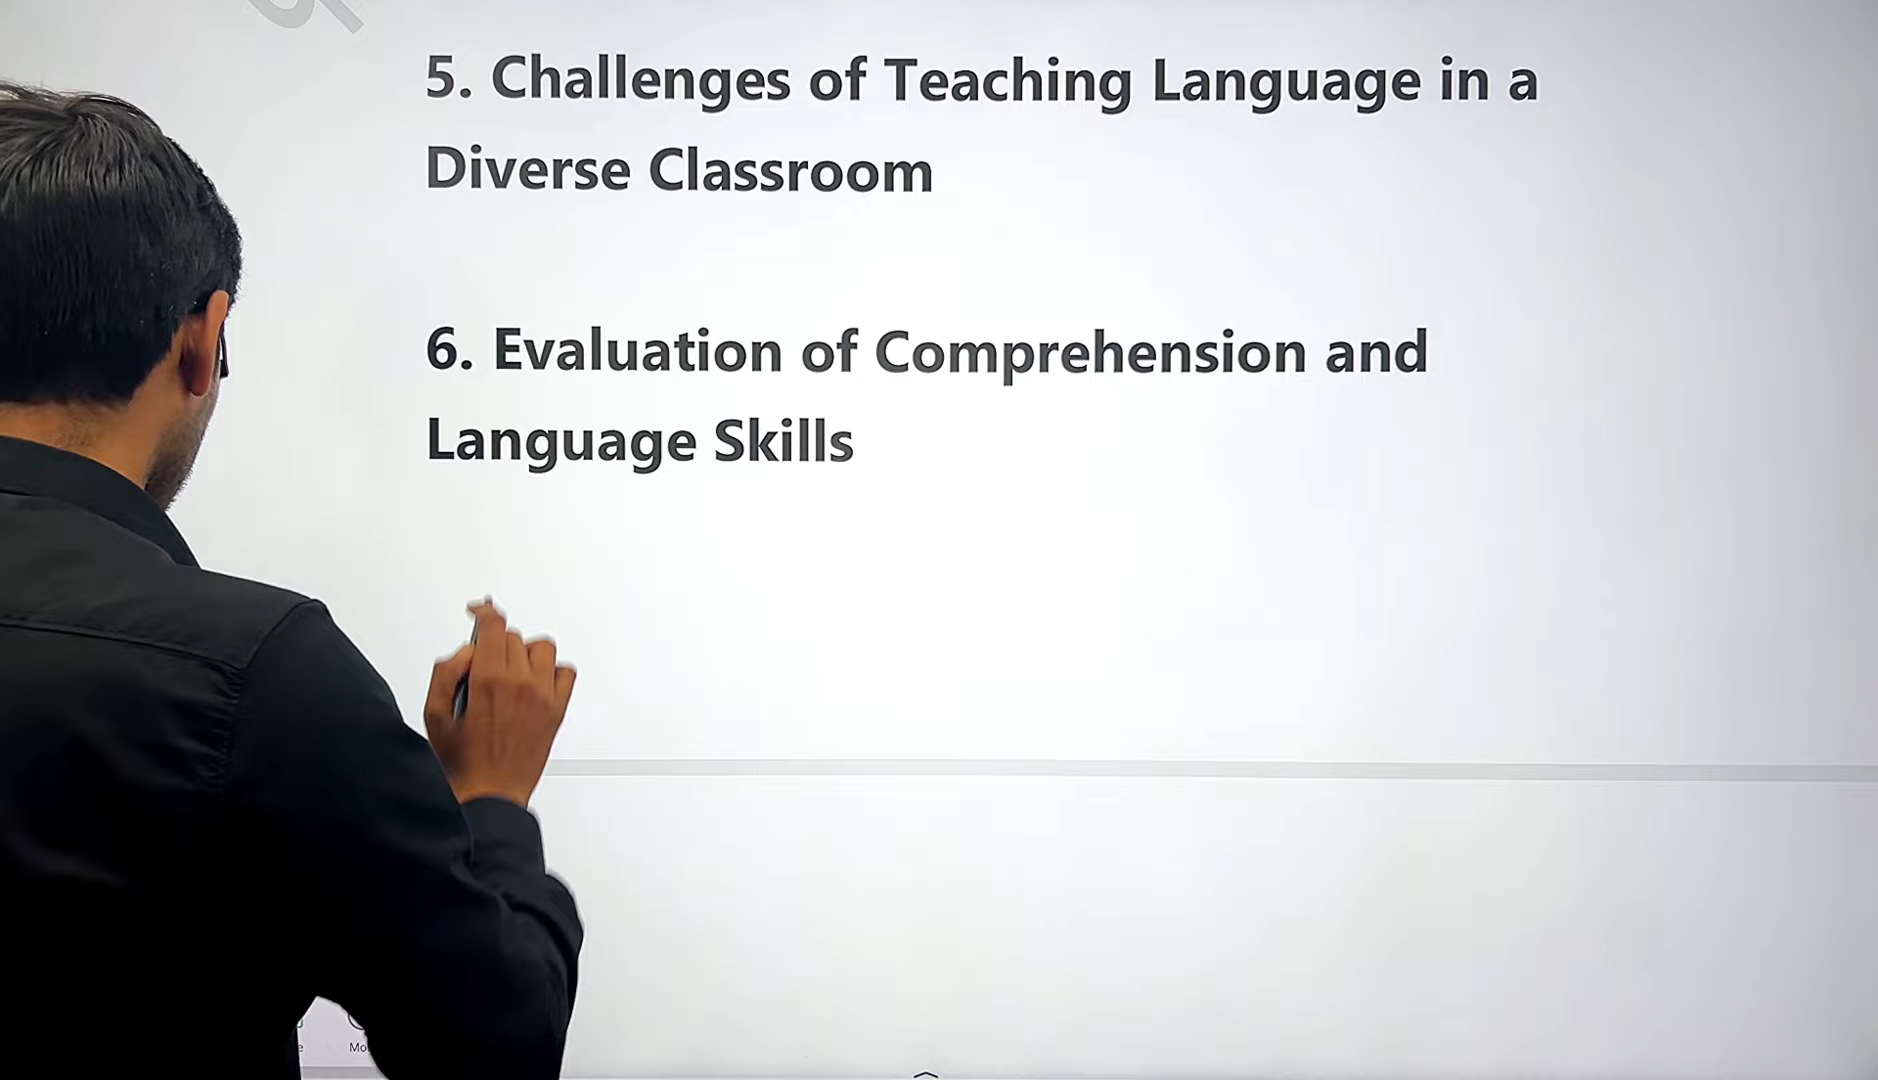 5. Challenges of Teaching Language in a
Diverse Classroom
6. Evaluation of Comprehension and
Language Skills